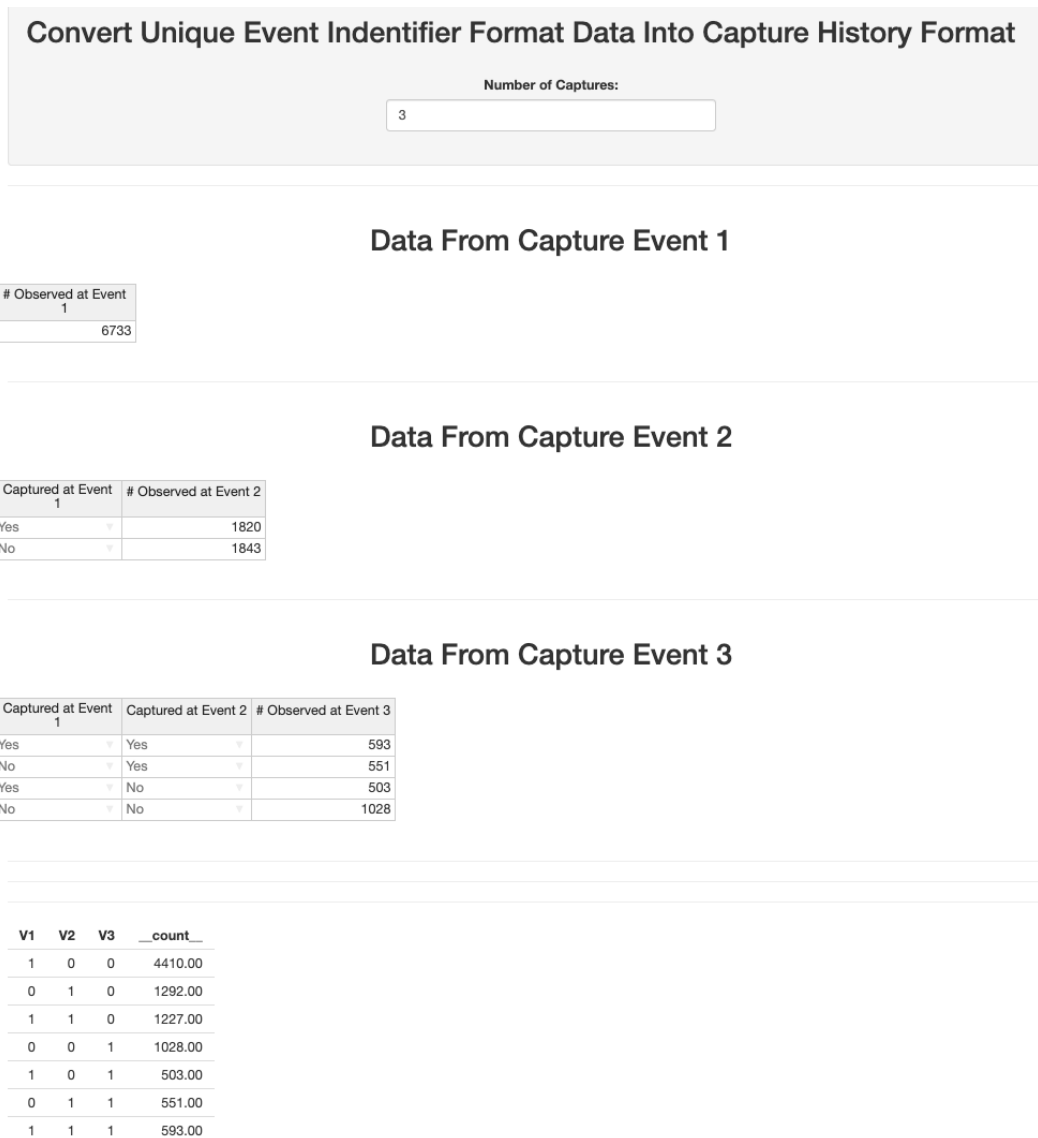 Convert Unique Event Indentifier Format Data Into Capture History Format
Number of Captures:
3
Data From Capture Event 1
# Observed at Event
1
6733
Data From Capture Event 2
Captured at Event
1
# Observed at Event 2
Yes 1820
No 1843
Data From Capture Event 3
Captured at Event
1
Captured at Event 2 # Observed at Event 3
Yes Yes 593
No Yes 551
Yes No 503
No No 1028
V1 V2 V3 __count__
1 0 0 4410.00
0 1 0 1292.00
1 1 0 1227.00
0 0 1 1028.00
1 0 1 503.00
0 1 1 551.00
1 1 1 593.00